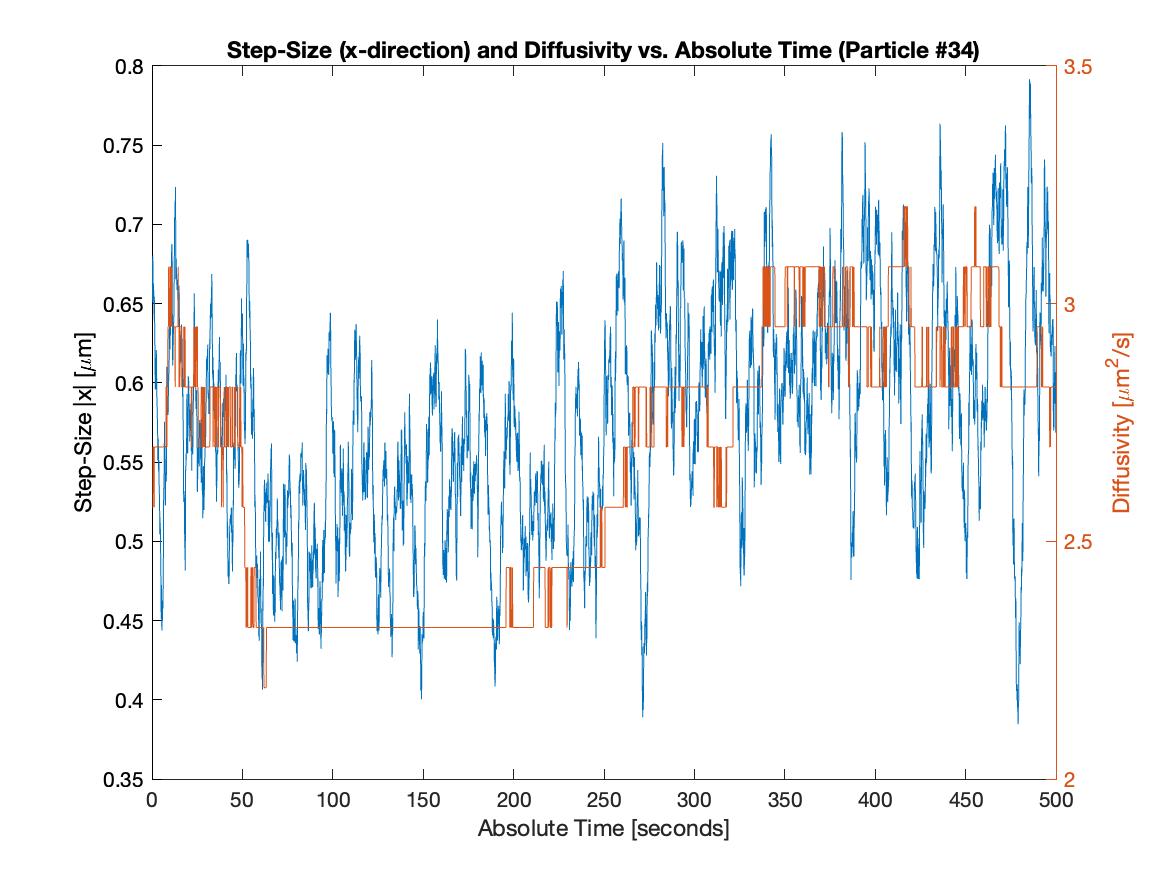 Step-Size (x-direction) and Diffusivity vs. Absolute Time (Particle #34)
0.8
0.75
0.7
0.65
0.6
0.55
0.5
0.45
0.4
0.35
Step-Size |x| [μm]
3.5
3
2.5
2
Diffusivity [μm²/s]
0 50 100 150 200 250 300 350 400 450 500
Absolute Time [seconds]